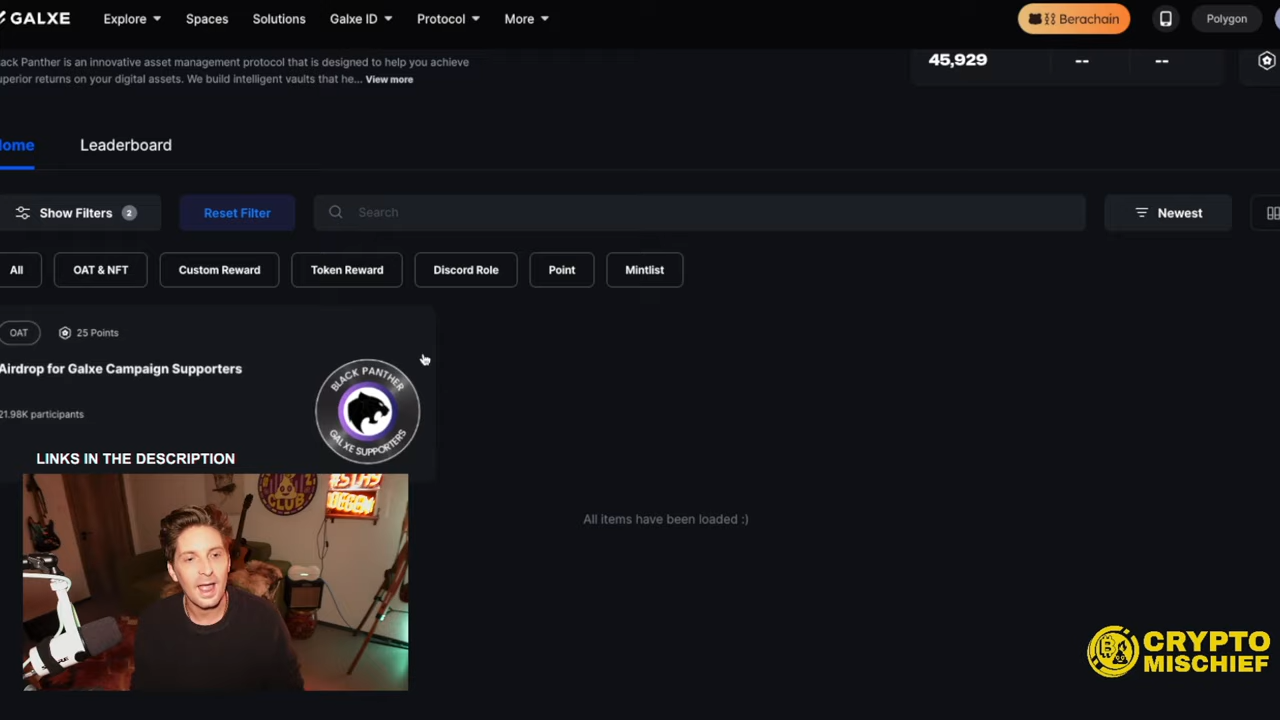 GALXE
Explore
Spaces
Solutions
Galxe ID
Protocol
More
Berachain
Polygon
ack Panther is an innovative asset management protocol that is designed to help you achieve
uperior returns on your digital assets. We build intelligent vaults that he... View more
45,929
--
--
Home
Leaderboard
Show Filters 2
Reset Filter
Search
Newest
All
OAT & NFT
Custom Reward
Token Reward
Discord Role
Point
Mintlist
OAT
25 Points
Airdrop for Galxe Campaign Supporters
21.98K participants
BLACK PANTHER
GALXE SUPPORTERS
LINKS IN THE DESCRIPTION
All items have been loaded :)
CLUB
#STAY
CRYPTO
MISCHIEF